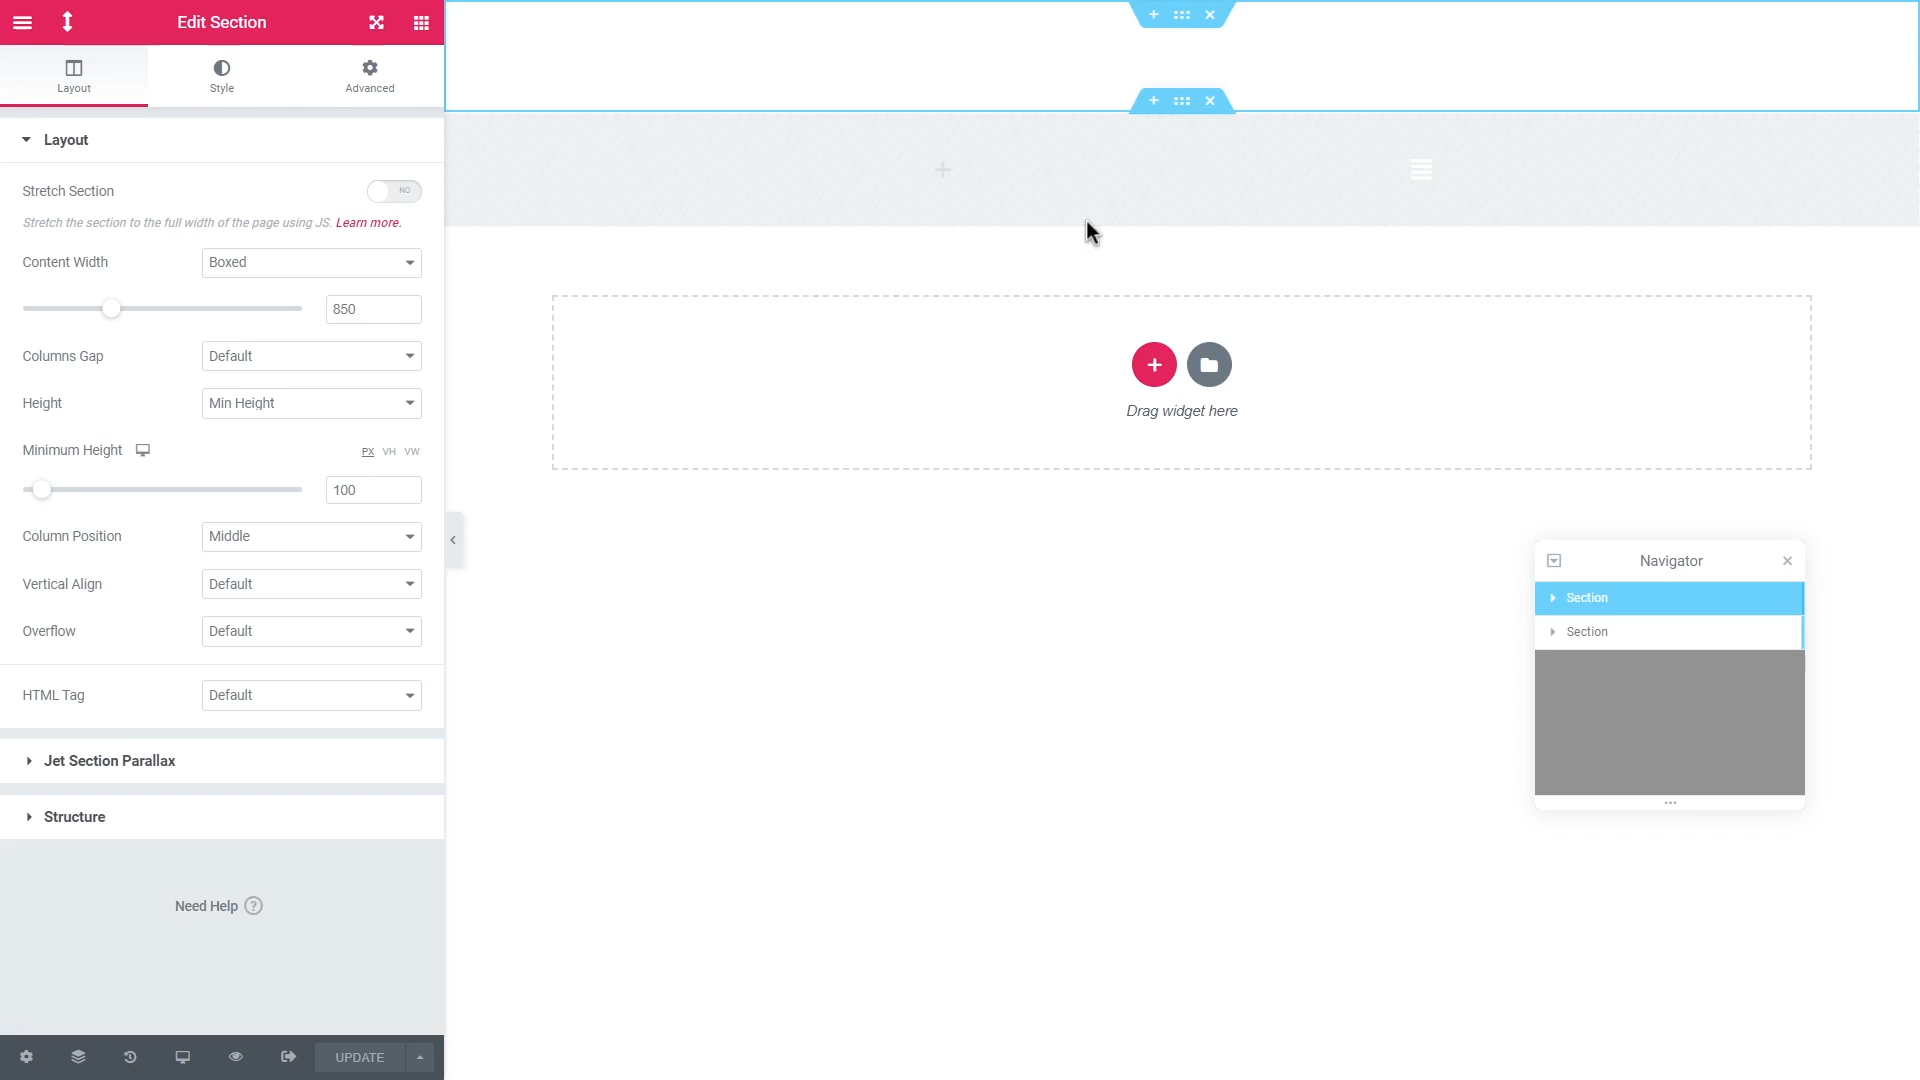 Edit Section
Layout
Style
Advanced
Layout
Stretch Section
NO
Stretch the section to the full width of the page using JS. Learn more.
Content Width
Boxed
850
Columns Gap
Default
Height
Min Height
Minimum Height
PX VH VW
100
Column Position
Middle
Vertical Align
Default
Overflow
Default
HTML Tag
Default
Jet Section Parallax
Structure
Need Help ?
UPDATE
Drag widget here
Navigator
Section
Section